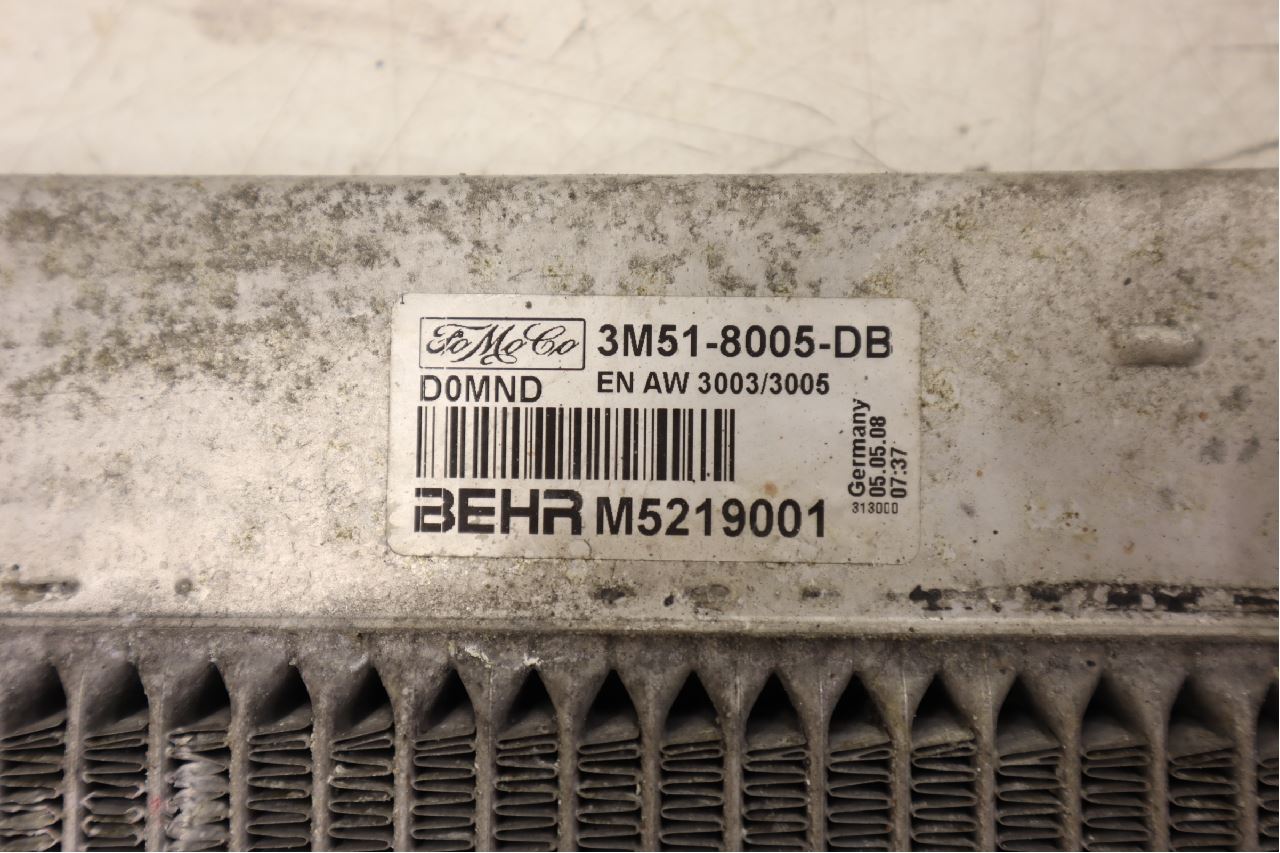 FoMoCo 3M51-8005-DB
D0MND EN AW 3003/3005
BEHR M5219001
Germany
05.05.08
07:37
313000